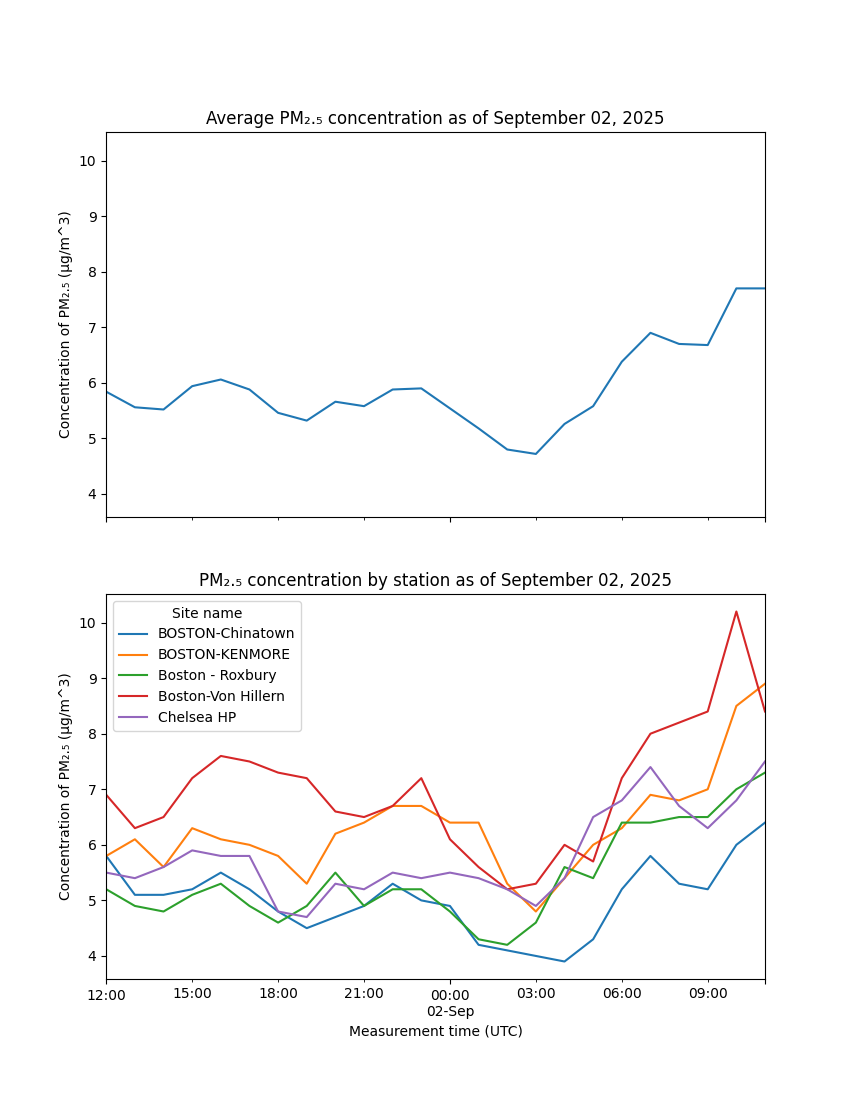 Average PM₂.₅ concentration as of September 02, 2025
Concentration of PM₂.₅ (μg/m^3)
10
9
8
7
6
5
4
PM₂.₅ concentration by station as of September 02, 2025
Concentration of PM₂.₅ (μg/m^3)
10
9
8
7
6
5
4
Site name
BOSTON-Chinatown
BOSTON-KENMORE
Boston - Roxbury
Boston-Von Hillern
Chelsea HP
12:00 15:00 18:00 21:00 00:00 03:00 06:00 09:00
02-Sep
Measurement time (UTC)